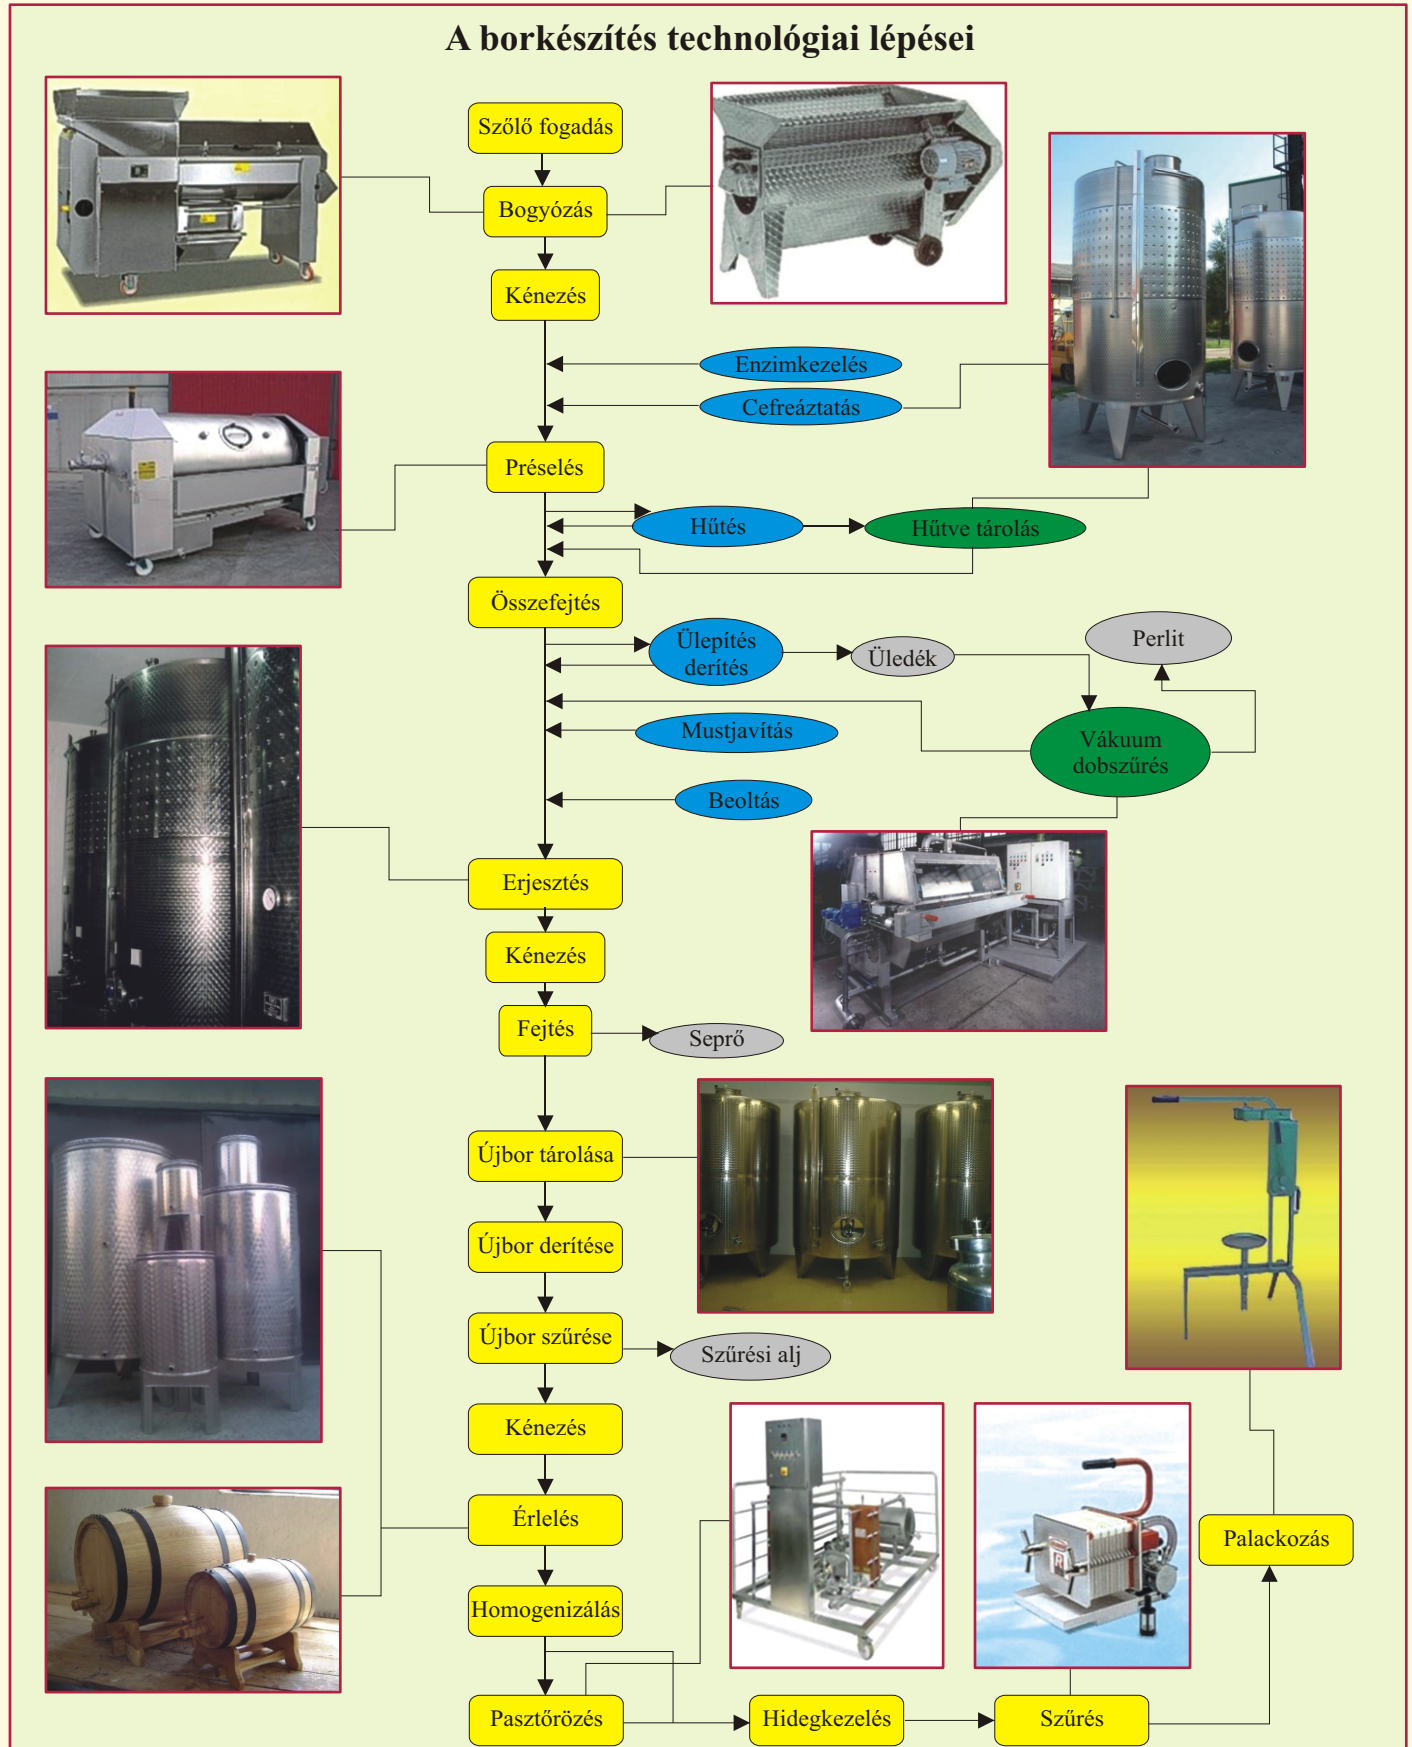 A borkészítés technológiai lépései
Szőlő fogadás
Bogyózás
Kénezés
Enzimkezelés
Cefreáztatás
Préselés
Hűtés
Hűtve tárolás
Összefejtés
Ülepítés
derítés
Üledék
Perlit
Mustjavítás
Vákuum
dobszűrés
Beoltás
Erjesztés
Kénezés
Fejtés
Seprő
Újbor tárolása
Újbor derítése
Újbor szűrése
Szűrési alj
Kénezés
Érlelés
Homogenizálás
Palackozás
Pasztőrözés
Hidegkezelés
Szűrés